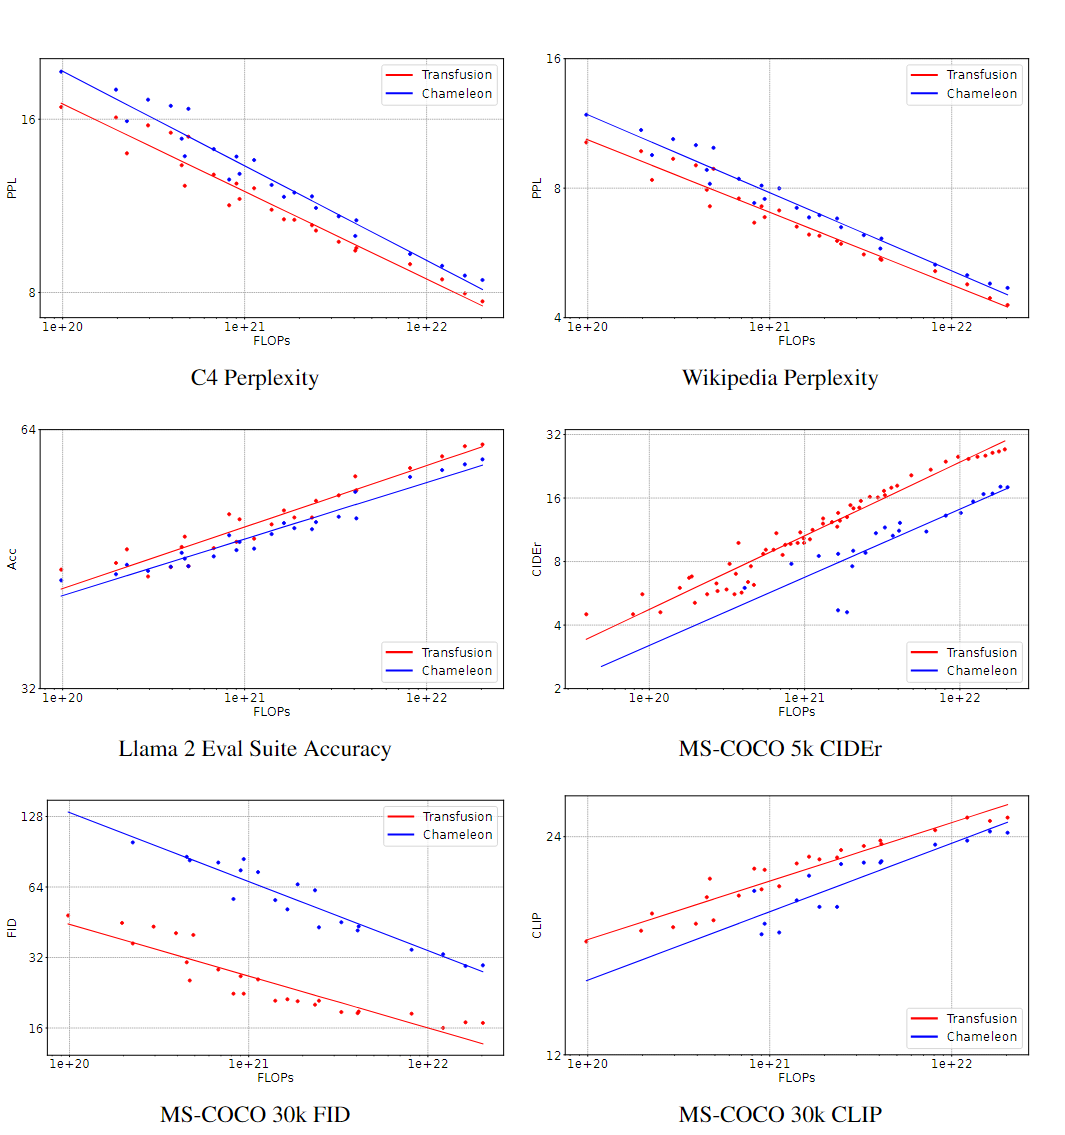 Transfusion
Chameleon
16
8
PPL
1e+20 1e+21 1e+22
FLOPs
C4 Perplexity
Transfusion
Chameleon
16
8
4
PPL
1e+20 1e+21 1e+22
FLOPs
Wikipedia Perplexity
64
32
Acc
Transfusion
Chameleon
1e+20 1e+21 1e+22
FLOPs
Llama 2 Eval Suite Accuracy
32
16
8
4
2
CIDEr
Transfusion
Chameleon
1e+20 1e+21 1e+22
FLOPs
MS-COCO 5k CIDEr
Transfusion
Chameleon
128
64
32
16
FID
1e+20 1e+21 1e+22
FLOPs
MS-COCO 30k FID
24
12
CLIP
Transfusion
Chameleon
1e+20 1e+21 1e+22
FLOPs
MS-COCO 30k CLIP